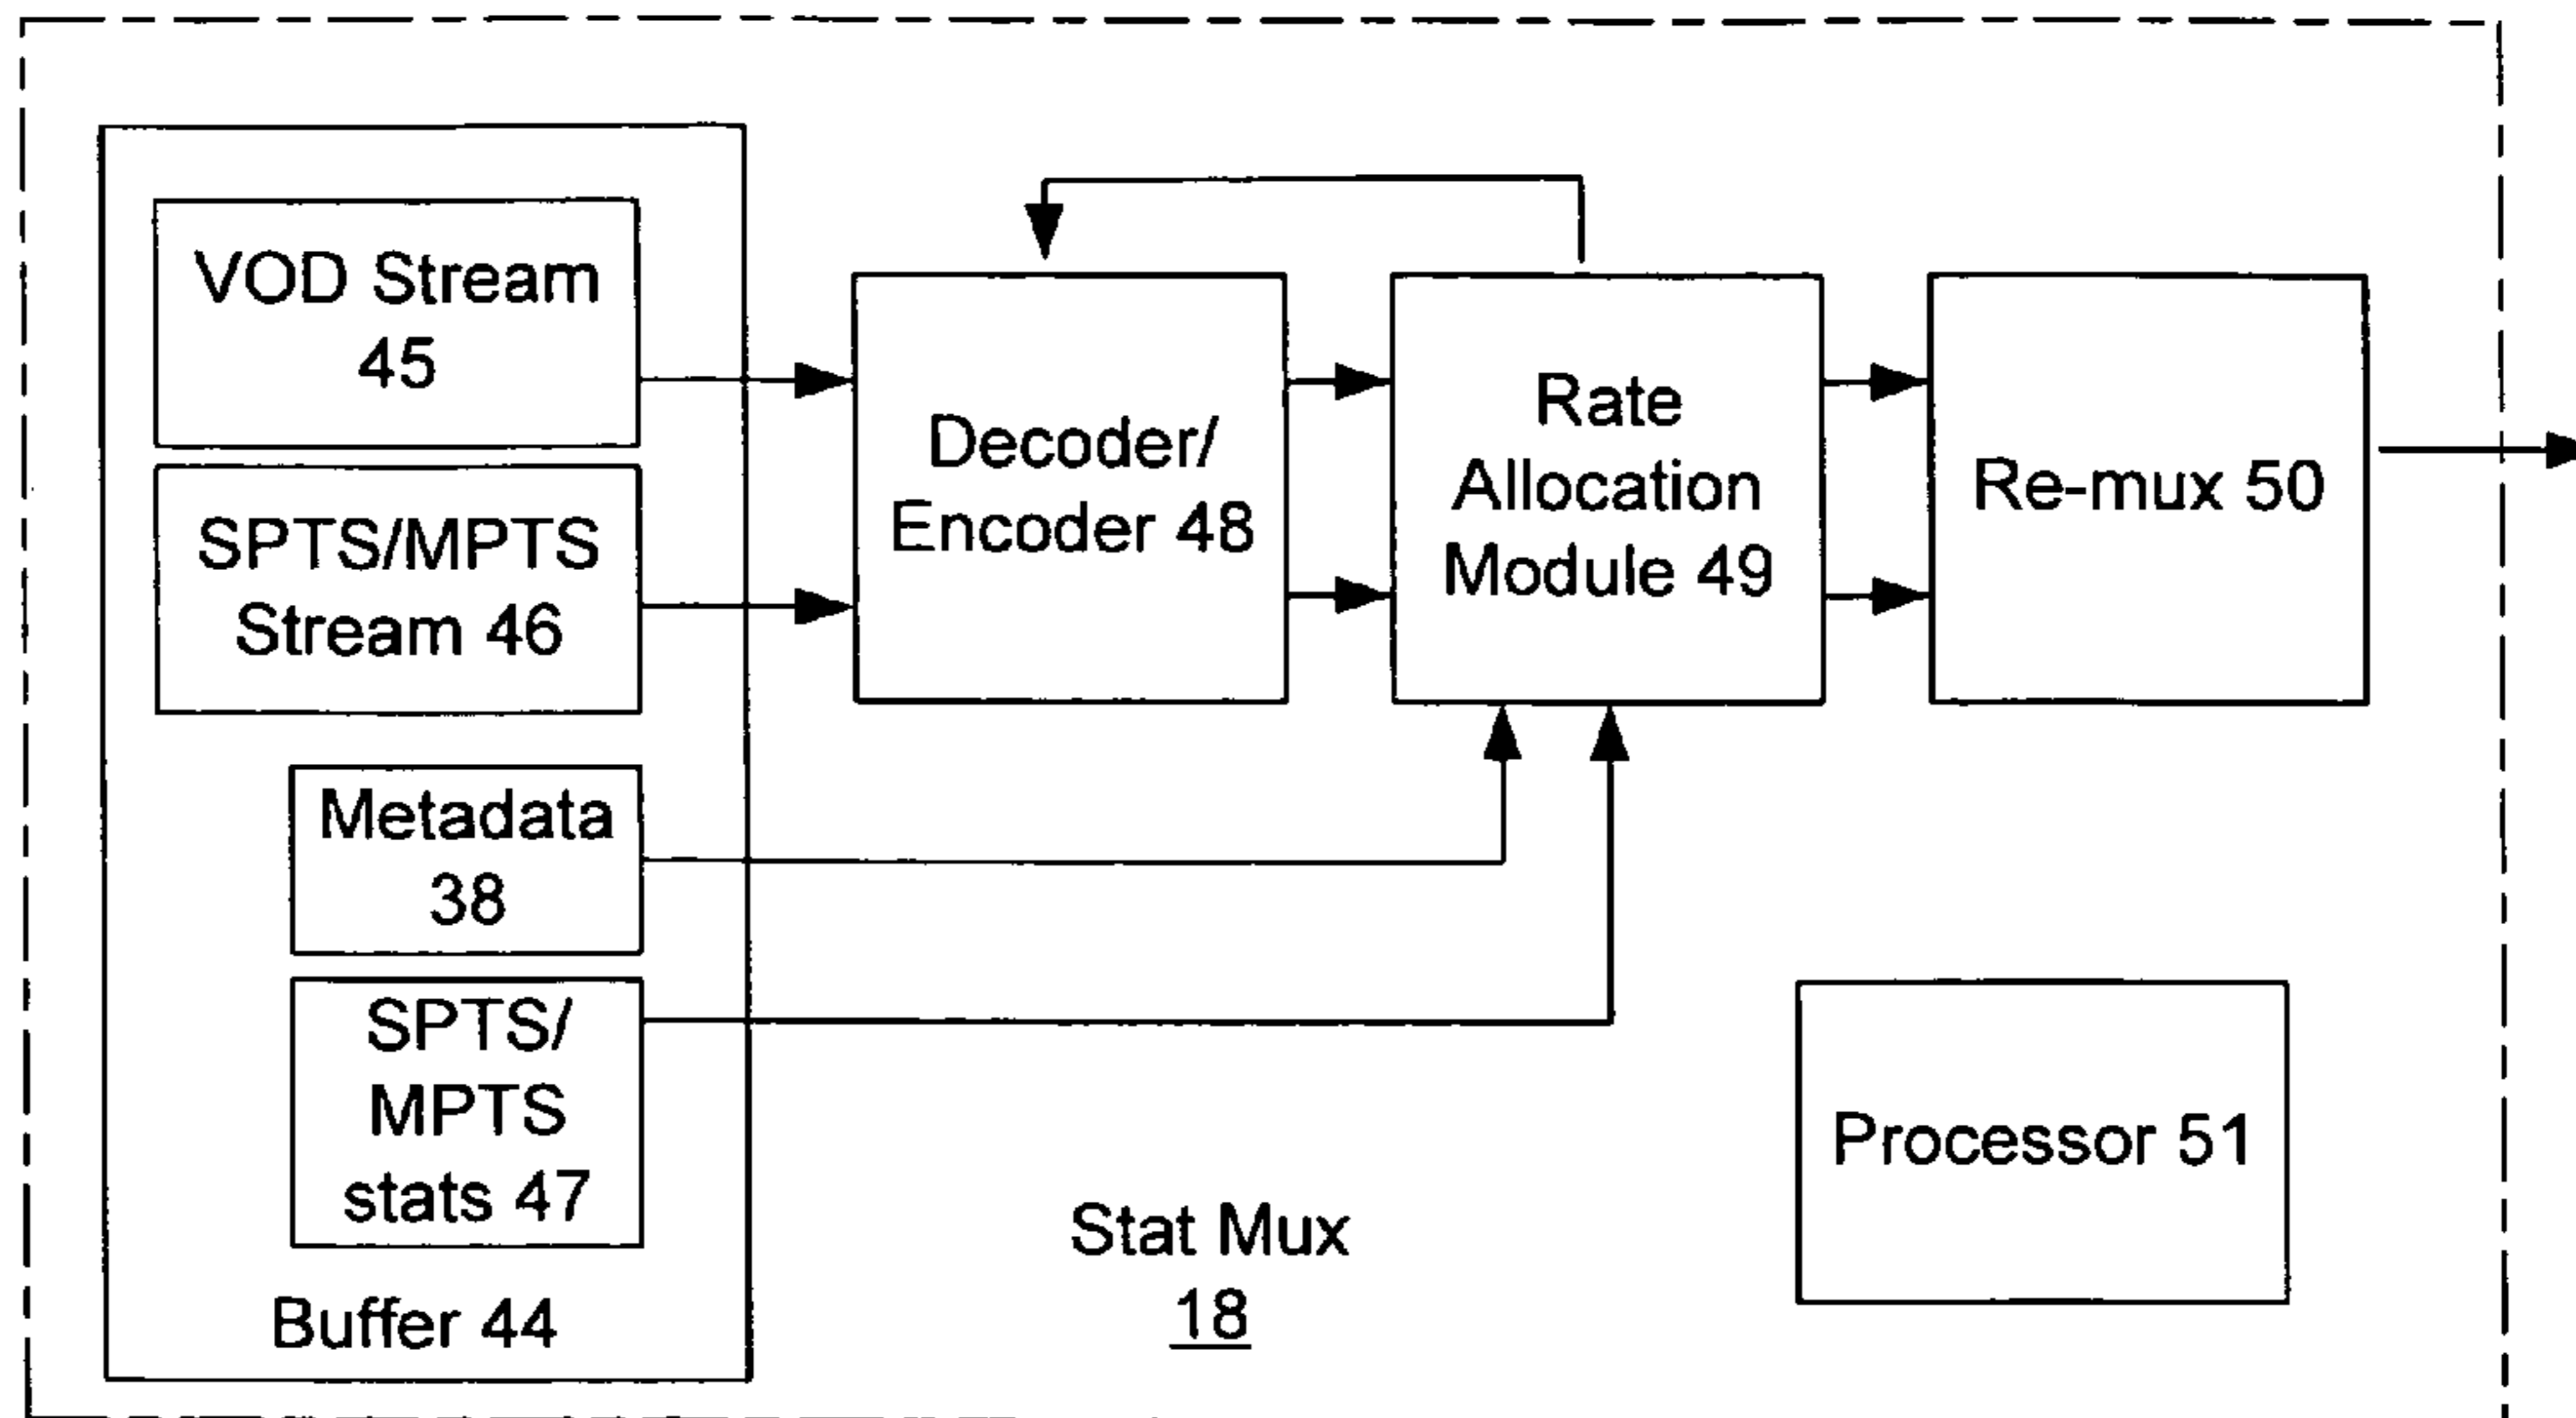 VOD Stream
45
SPTS/MPTS
Stream 46
Metadata
38
SPTS/
MPTS
stats 47
Buffer 44
Decoder/
Encoder 48
Rate
Allocation
Module 49
Re-mux 50
Stat Mux
18
Processor 51